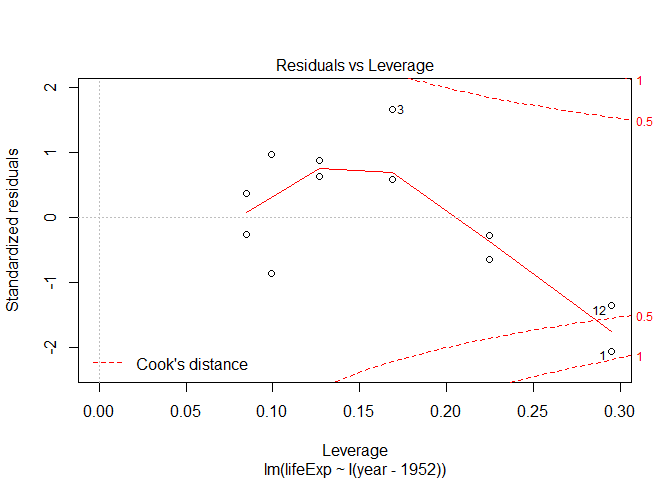 Residuals vs Leverage
Standardized residuals
2
1
0
-1
-2
1
0.5
0.5
1
3
12
1
Cook's distance
0.00 0.05 0.10 0.15 0.20 0.25 0.30
Leverage
lm(lifeExp ~ I(year - 1952))